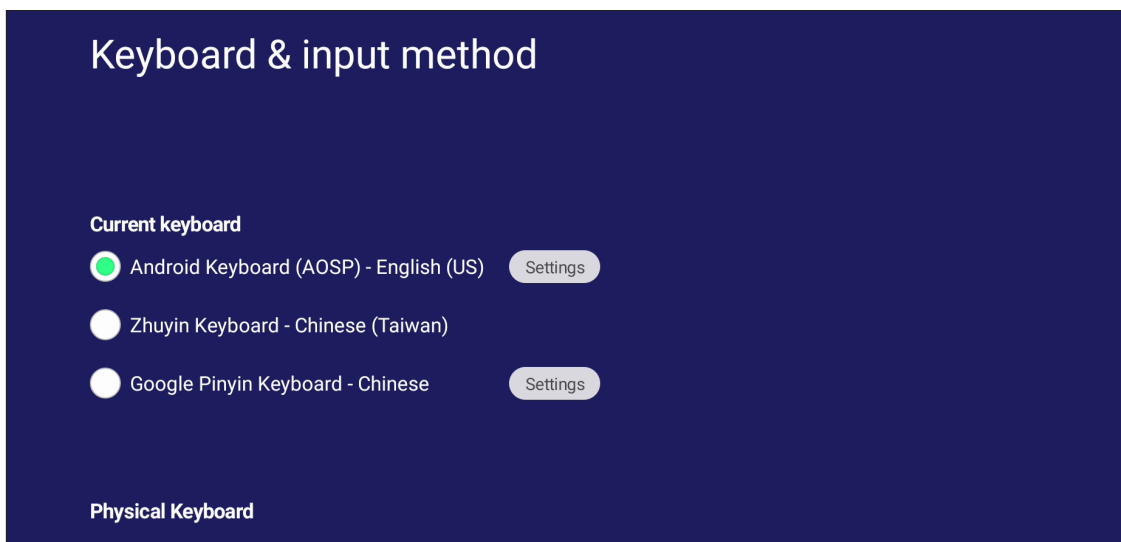 Keyboard & input method
Current keyboard
Android Keyboard (AOSP) - English (US) Settings
Zhuyin Keyboard - Chinese (Taiwan)
Google Pinyin Keyboard - Chinese Settings
Physical Keyboard